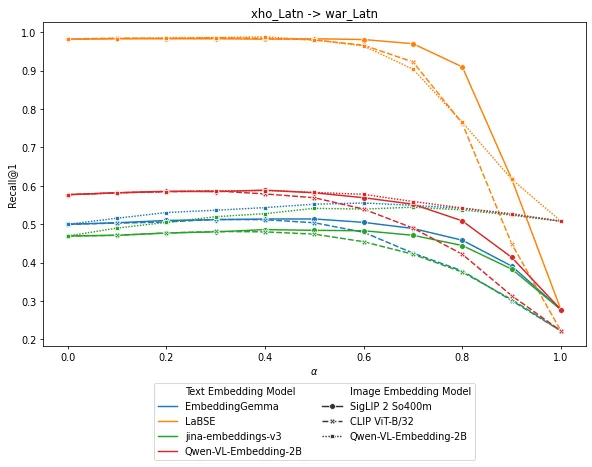 xho_Latn -> war_Latn
Recall@1
1.0
0.9
0.8
0.7
0.6
0.5
0.4
0.3
0.2
0.0 0.2 0.4 0.6 0.8 1.0
α
Text Embedding Model Image Embedding Model
EmbeddingGemma SigLIP 2 So400m
LaBSE CLIP ViT-B/32
jina-embeddings-v3 Qwen-VL-Embedding-2B
Qwen-VL-Embedding-2B